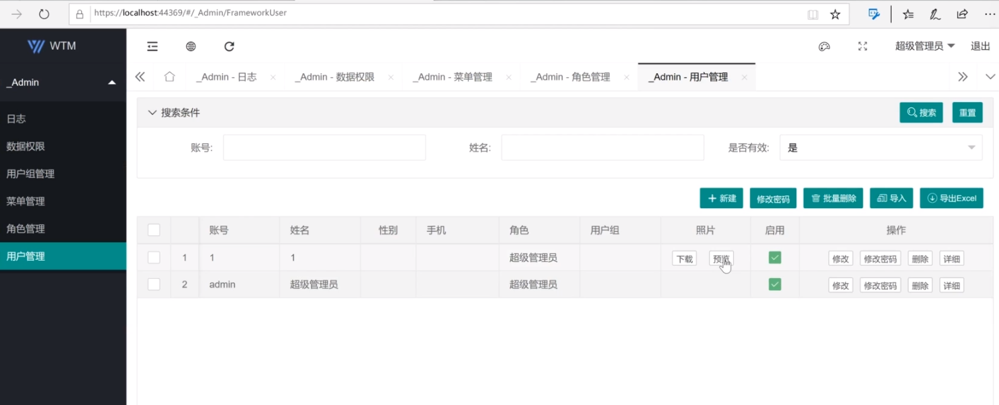 https://localhost:44369/#/_Admin/FrameworkUser
WTM
超级管理员 退出
_Admin
_Admin - 日志 _Admin - 数据权限 _Admin - 菜单管理 _Admin - 角色管理 _Admin - 用户管理
日志
数据权限
用户组管理
菜单管理
角色管理
用户管理
搜索条件 搜索 重置
账号: 姓名: 是否有效: 是
新建 修改密码 批量删除 导入 导出Excel
账号 姓名 性别 手机 角色 用户组 照片 启用 操作
1 1 1 超级管理员 下载 预览 修改 修改密码 删除 详细
2 admin 超级管理员 超级管理员 修改 修改密码 删除 详细